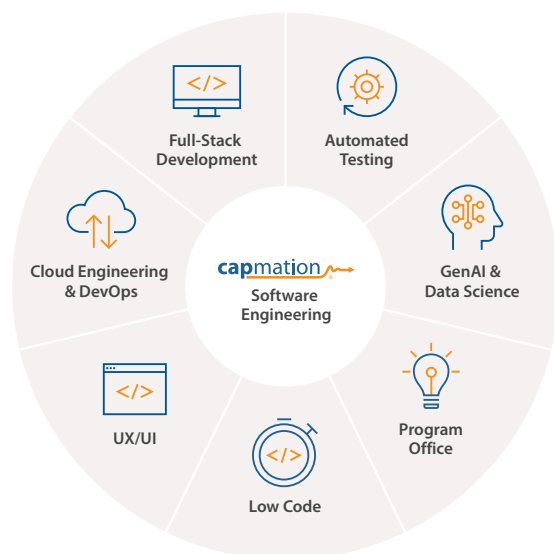 Full-Stack
Development
Automated
Testing
GenAI &
Data Science
Program
Office
Low Code
UX/UI
Cloud Engineering
& DevOps
capmation
Software
Engineering
</>
</>
</>